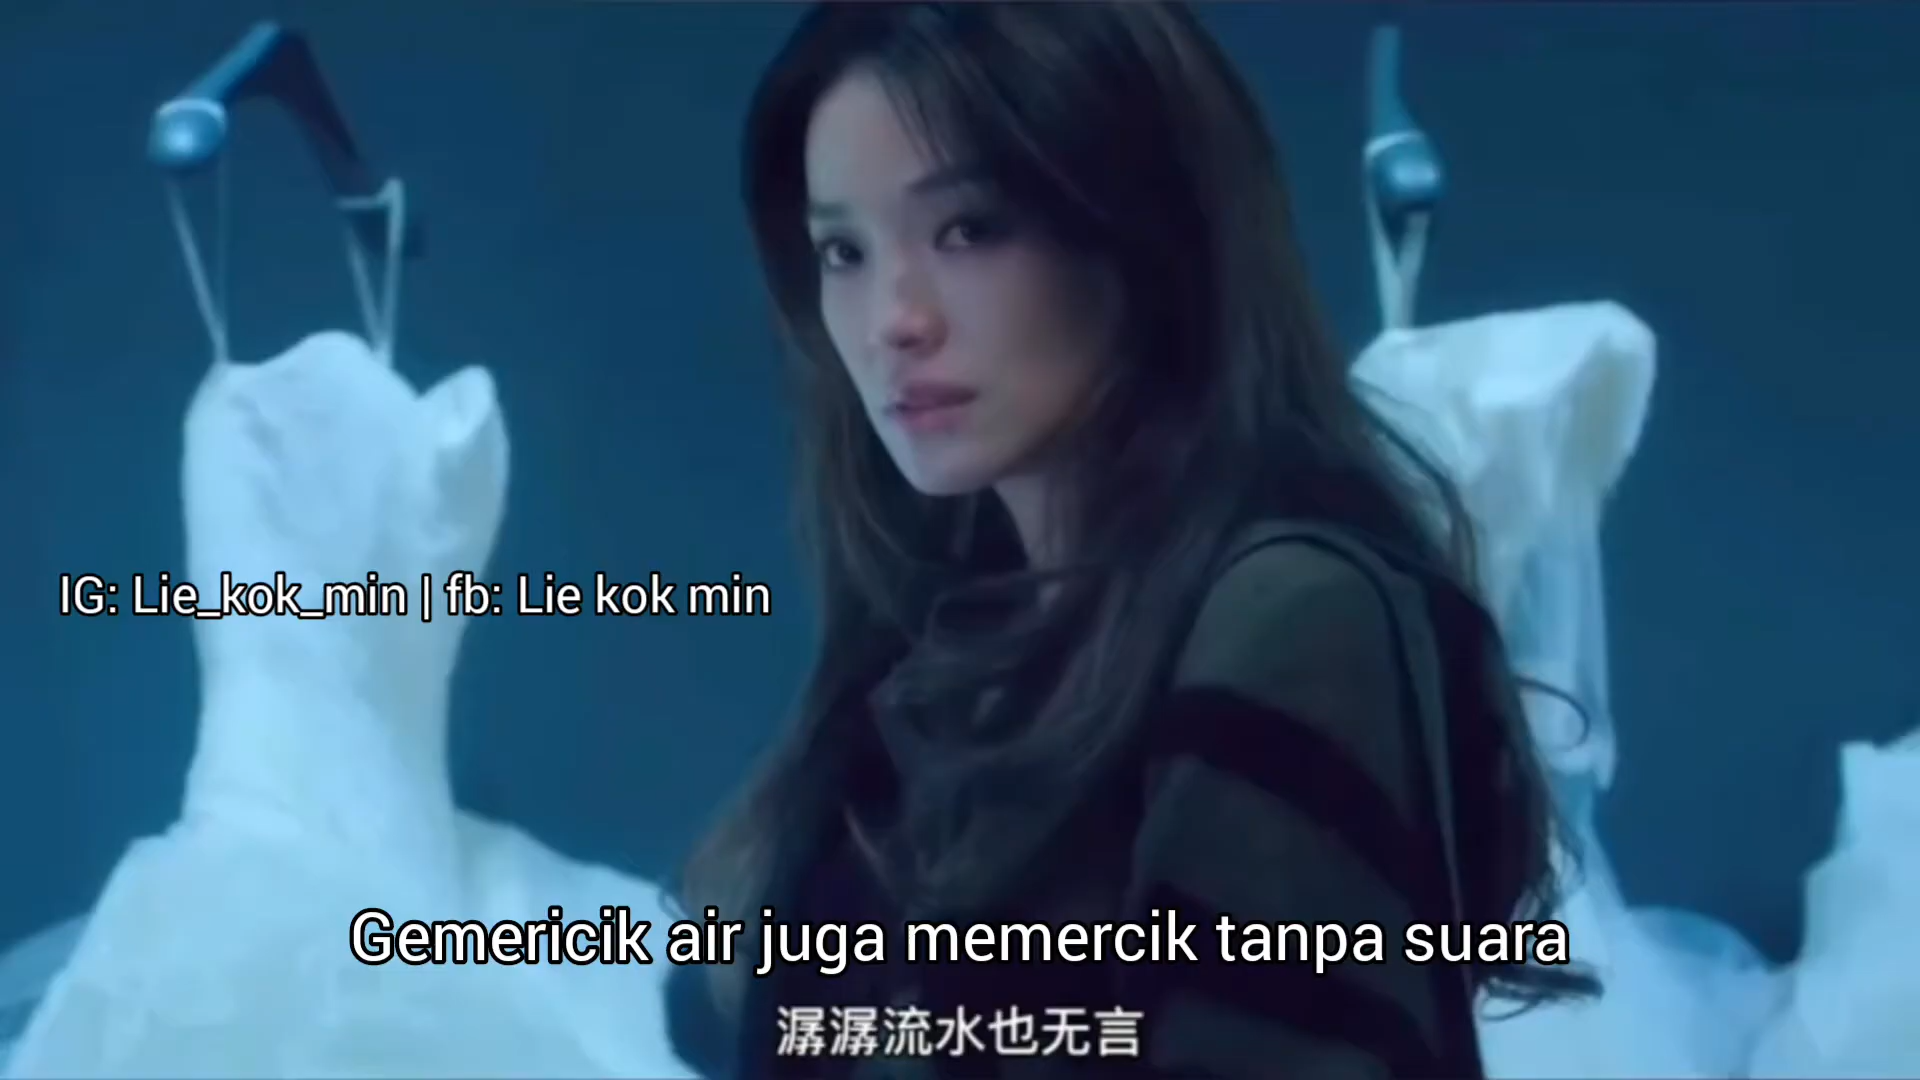 IG: Lie_kok_min | fb: Lie kok min
Gemericik air juga memercik tanpa suara
潺潺流水也无言